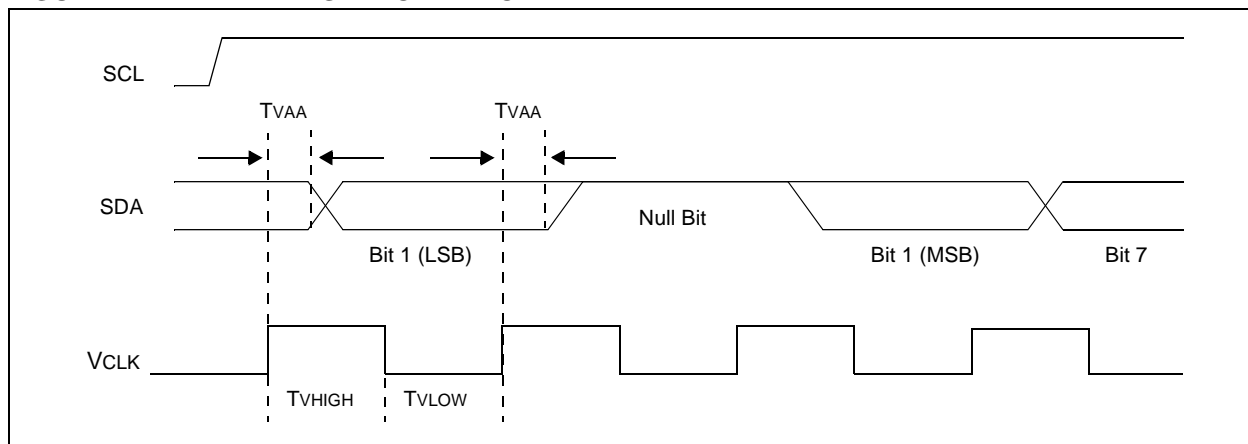 SCL
TVAA TVAA
SDA
Null Bit
Bit 1 (LSB) Bit 1 (MSB) Bit 7
VCLK
TVHIGH TVLOW